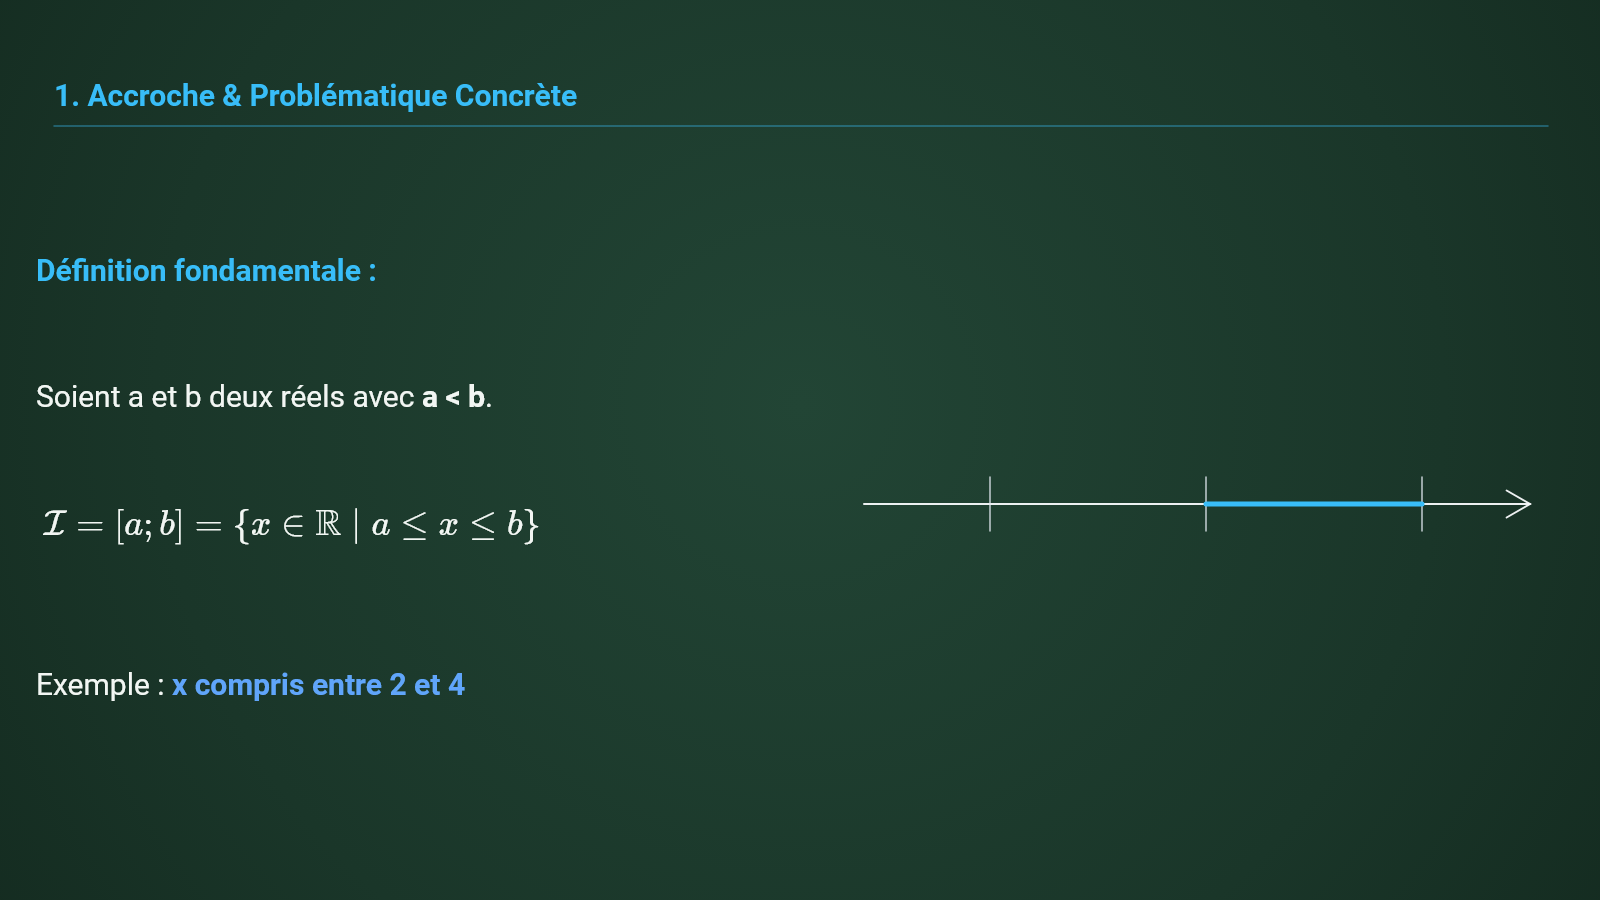 1. Accroche & Problématique Concrète
Définition fondamentale :
Soient a et b deux réels avec a < b.
𝓘 = [a; b] = {x ∈ ℝ | a ≤ x ≤ b}
Exemple : x compris entre 2 et 4